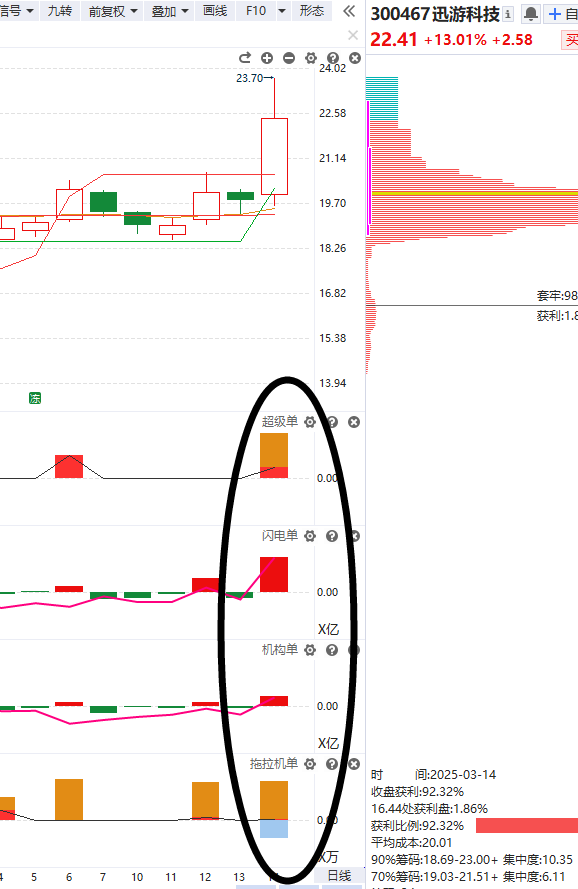 信号 九转 前复权 叠加 画线 F10 形态
300467 迅游科技
22.41 +13.01% +2.58
买
23.70
24.02
22.58
21.14
19.70
18.26
16.82
15.38
13.94
冻
套牢:98
获利:1.8
超级单
0.00
闪电单
0.00
X亿
机构单
0.00
X亿
拖拉机单
X万
4 5 6 7 10 11 12 13
日线
时 间:2025-03-14
收盘获利:92.32%
16.44处获利盘:1.86%
获利比例:92.32%
平均成本:20.01
90%筹码:18.69-23.00+ 集中度:10.35
70%筹码:19.03-21.51+ 集中度:6.11